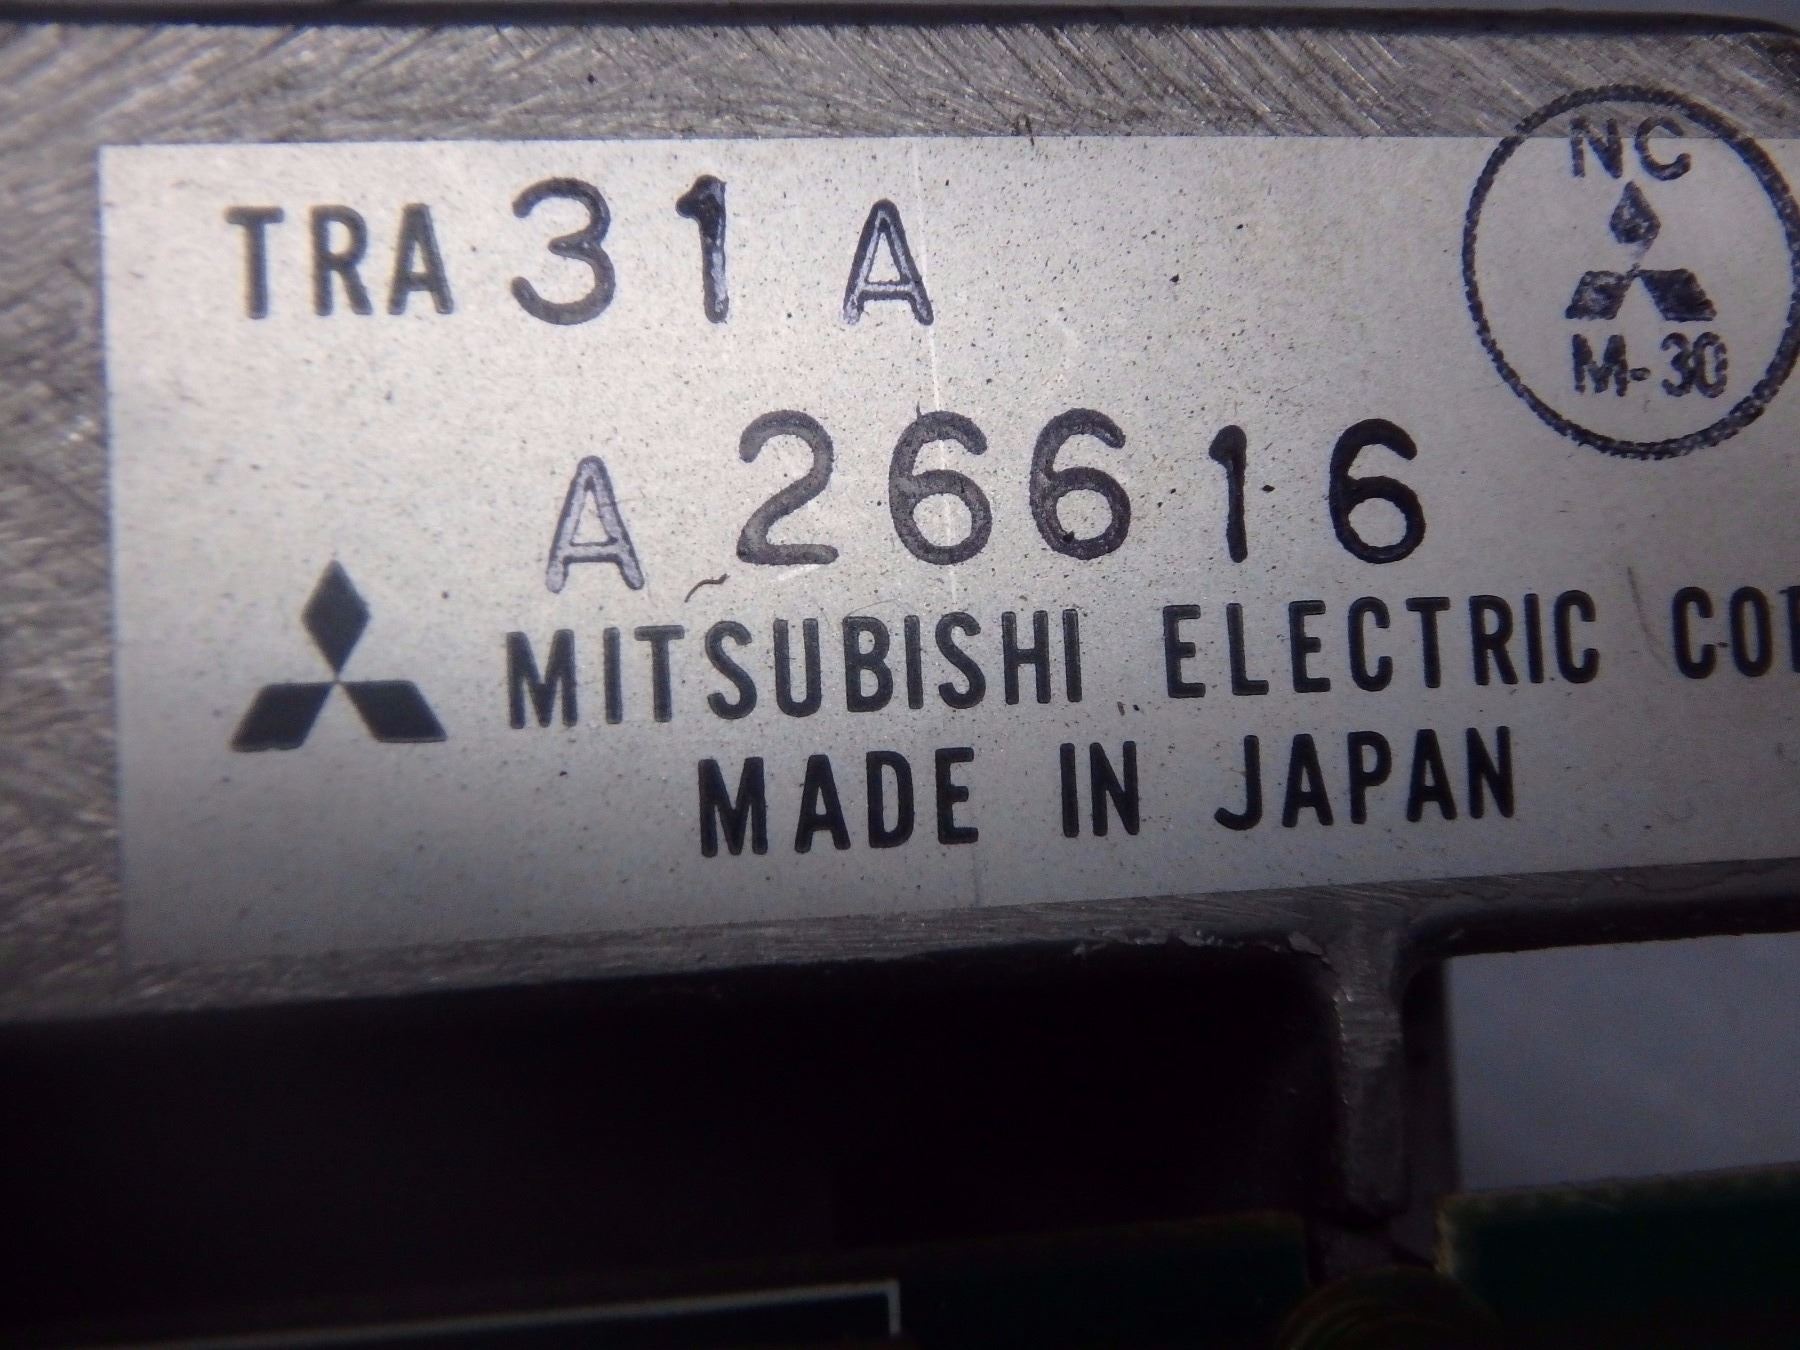 TRA 31 A
NC
M-30
A 26616
MITSUBISHI ELECTRIC
MADE IN JAPAN